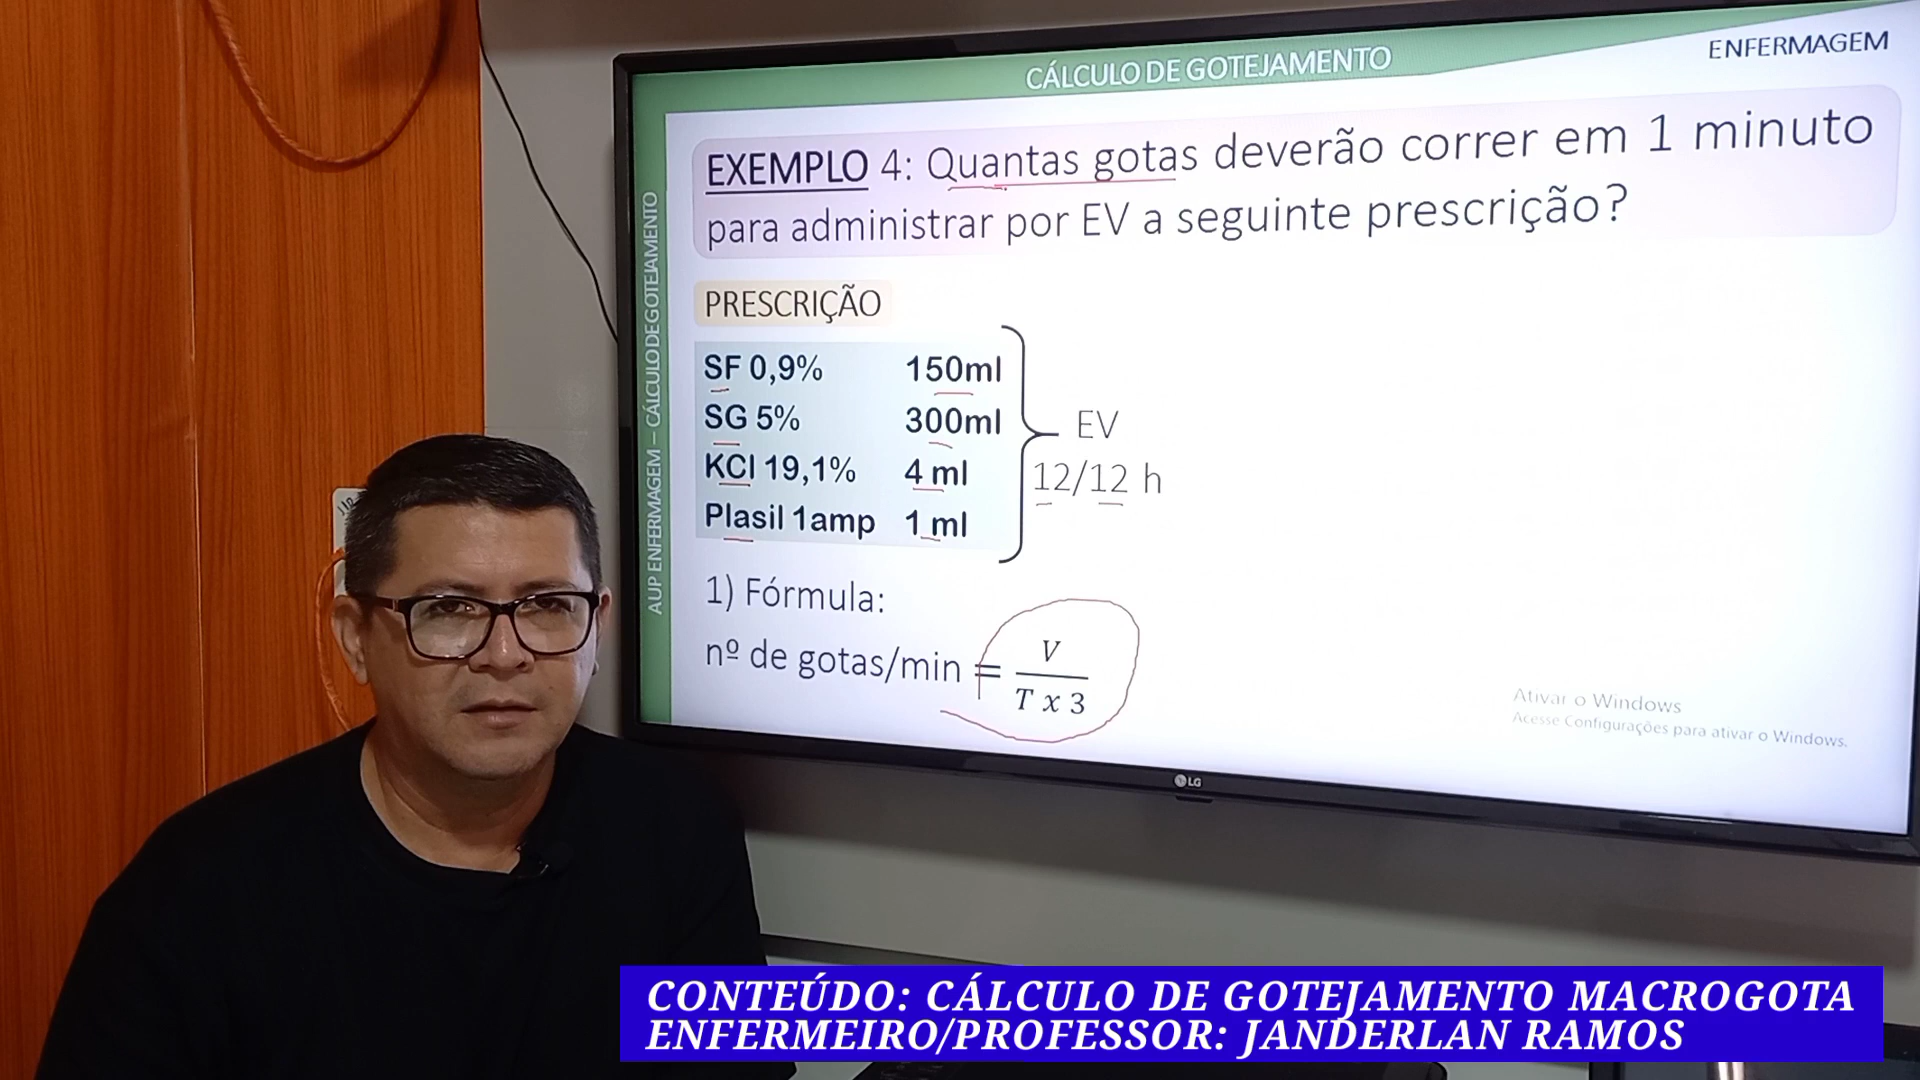 CÁLCULO DE GOTEJAMENTO
ENFERMAGEM
AUP ENFERMAGEM – CÁLCULO DE GOTEJAMENTO
EXEMPLO 4: Quantas gotas deverão correr em 1 minuto
para administrar por EV a seguinte prescrição?
PRESCRIÇÃO
SF 0,9% 150ml
SG 5% 300ml
KCl 19,1% 4 ml
Plasil 1amp 1 ml
EV
12/12 h
1) Fórmula:
nº de gotas/min = V
T x 3
Ativar o Windows
Acesse Configurações para ativar o Windows.
LG
CONTEÚDO: CÁLCULO DE GOTEJAMENTO MACROGOTA
ENFERMEIRO/PROFESSOR: JANDERLAN RAMOS